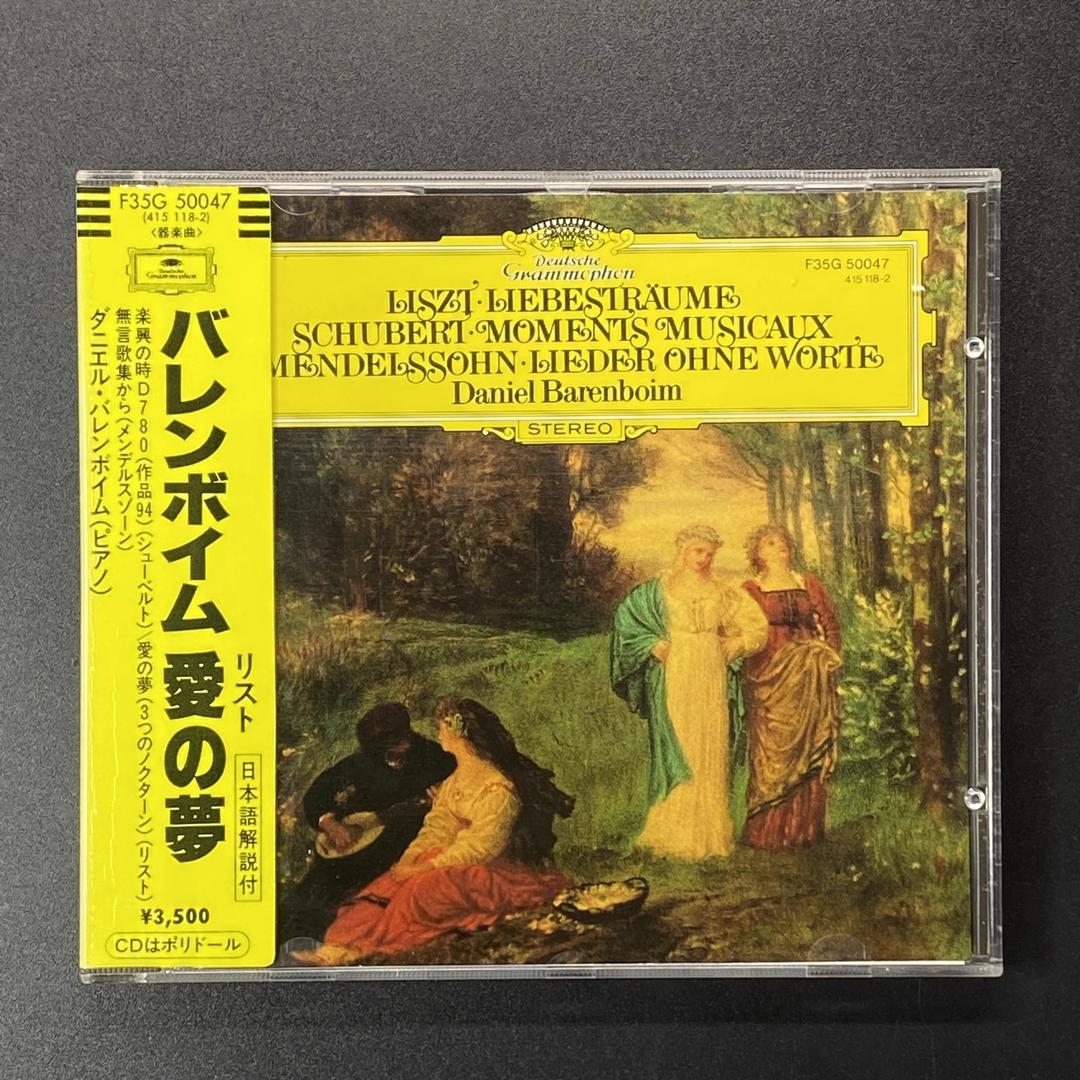 F35G 50047
(415 118-2)
〈器楽曲〉
Deutsche
Grammophon
リスト
バレンボイム 愛の夢
楽興の時D780(作品94)(シューベルト)/愛の夢(3つのノクターン)(リスト)
無言歌集から(メンデルスゾーン)
ダニエル・バレンボイム(ピアノ)
日本語解説付
¥3,500
CDはポリドール
Deutsche
Grammophon
F35G 50047
415 118-2
LISZT·LIEBESTRÄUME
SCHUBERT·MOMENTS MUSICAUX
MENDELSSOHN·LIEDER OHNE WORTE
Daniel Barenboim
STEREO